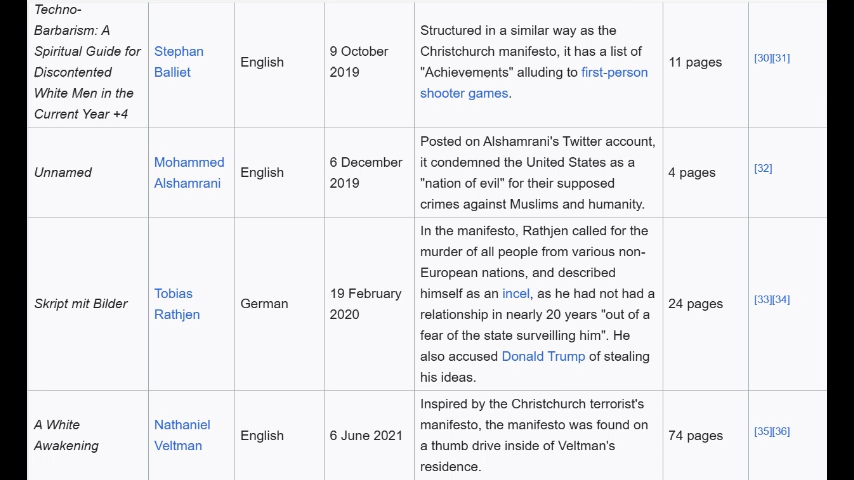 Techno-
Barbarism: A
Spiritual Guide for
Discontented
White Men in the
Current Year +4
Stephan
Balliet
English
9 October
2019
Structured in a similar way as the
Christchurch manifesto, it has a list of
"Achievements" alluding to first-person
shooter games.
11 pages
[30][31]
Unnamed
Mohammed
Alshamrani
English
6 December
2019
Posted on Alshamrani's Twitter account,
it condemned the United States as a
"nation of evil" for their supposed
crimes against Muslims and humanity.
4 pages
[32]
Skript mit Bilder
Tobias
Rathjen
German
19 February
2020
In the manifesto, Rathjen called for the
murder of all people from various non-
European nations, and described
himself as an incel, as he had not had a
relationship in nearly 20 years "out of a
fear of the state surveilling him". He
also accused Donald Trump of stealing
his ideas.
24 pages
[33][34]
A White
Awakening
Nathaniel
Veltman
English
6 June 2021
Inspired by the Christchurch terrorist's
manifesto, the manifesto was found on
a thumb drive inside of Veltman's
residence.
74 pages
[35][36]